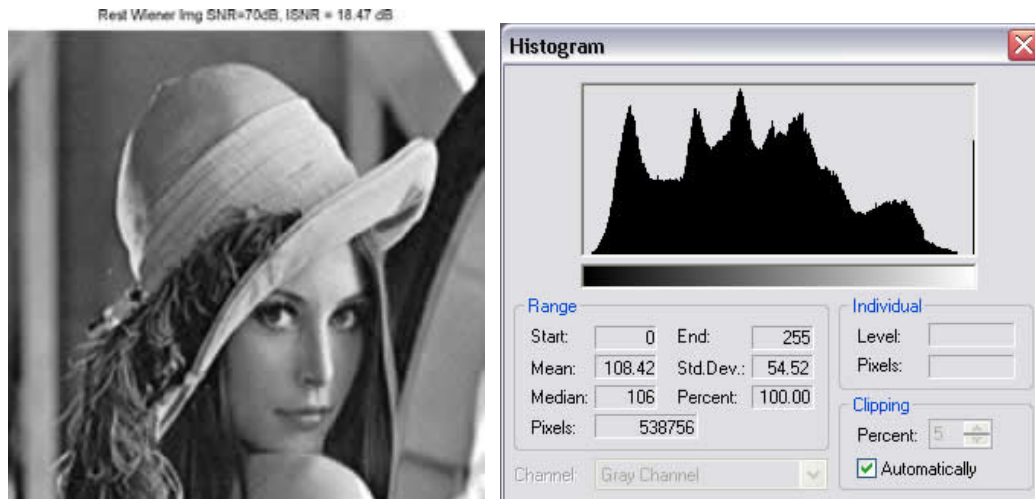 Rest Wiener Img SNR=70dB, ISNR = 18.47 dB
Histogram
Range
Start: 0 End: 255
Mean: 108.42 Std.Dev.: 54.52
Median: 106 Percent: 100.00
Pixels: 538756
Individual
Level:
Pixels:
Clipping
Percent: 5
Automatically
Channel: Gray Channel